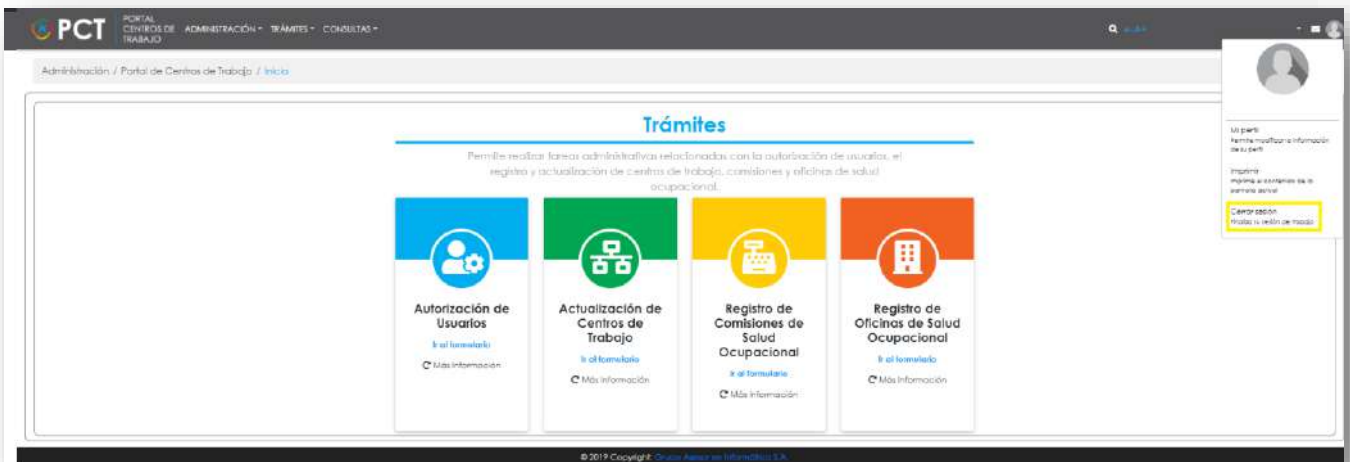 PCT
PORTAL
CENTROS DE
TRABAJO
ADMINISTRACIÓN
TRÁMITES
CONSULTAS
Administración / Portal de Centros de Trabajo / Inicio
Mi perfil
Permite modificar la información
de su perfil
Imprimir
Imprime el contenido de la
pantalla actual
Cerrar sesión
Finaliza su sesión de trabajo
Trámites
Permite realizar tareas administrativas relacionadas con la autorización de usuarios, el
registro y actualización de centros de trabajo, comisiones y oficinas de salud
ocupacional.
Autorización de
Usuarios
Ir al formulario
Más Información
Actualización de
Centros de
Trabajo
Ir al formulario
Más Información
Registro de
Comisiones de
Salud
Ocupacional
Ir al formulario
Más Información
Registro de
Oficinas de Salud
Ocupacional
Ir al formulario
Más Información
© 2019 Copyright: Grupo Asesor en Informática S.A.